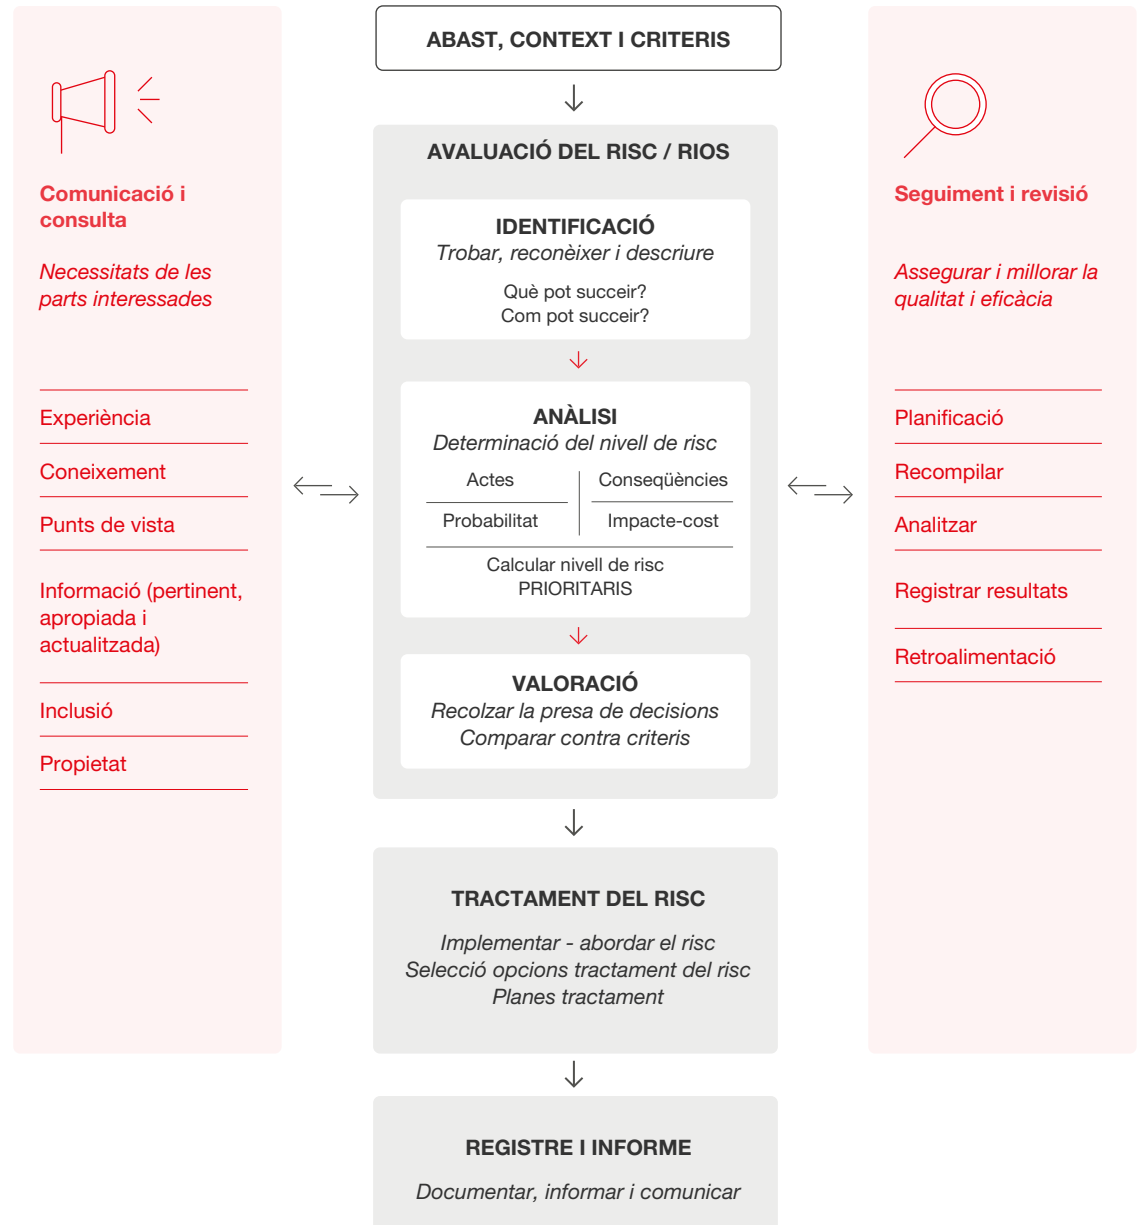 ABAST, CONTEXT I CRITERIS
Comunicació i
consulta
Necessitats de les
parts interessades
Experiència
Coneixement
Punts de vista
Informació (pertinent,
apropiada i
actualitzada)
Inclusió
Propietat
AVALUACIÓ DEL RISC / RIOS
IDENTIFICACIÓ
Trobar, reconèixer i descriure
Què pot succeir?
Com pot succeir?
ANÀLISI
Determinació del nivell de risc
Actes
Conseqüències
Probabilitat
Impacte-cost
Calcular nivell de risc
PRIORITARIS
VALORACIÓ
Recolzar la presa de decisions
Comparar contra criteris
TRACTAMENT DEL RISC
Implementar - abordar el risc
Selecció opcions tractament del risc
Planes tractament
REGISTRE I INFORME
Documentar, informar i comunicar
Seguiment i revisió
Assegurar i millorar la
qualitat i eficàcia
Planificació
Recompilar
Analitzar
Registrar resultats
Retroalimentació